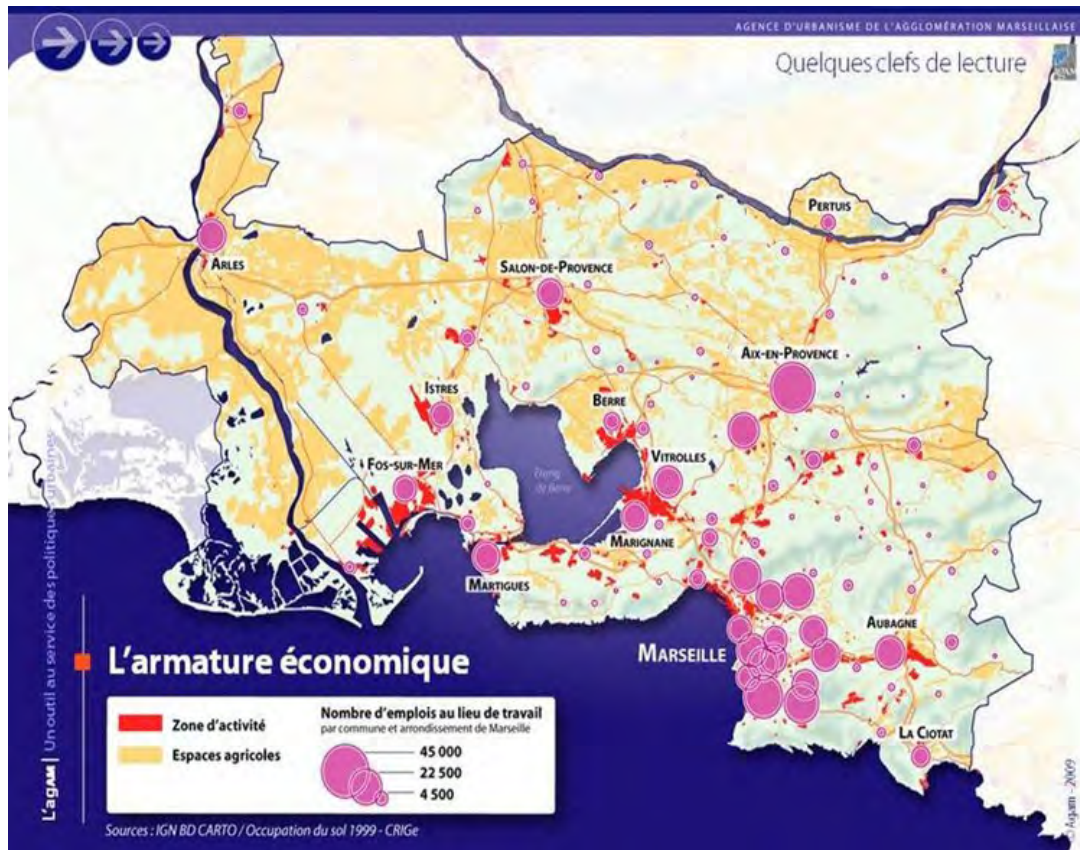 AGENCE D'URBANISME DE L'AGGLOMÉRATION MARSEILLAISE
Quelques clefs de lecture
PERTUIS
ARLES
SALON-DE-PROVENCE
AIX-EN-PROVENCE
ISTRES
BERRE
Étang
de Berre
VITROLLES
FOS-SUR-MER
MARIGNANE
MARTIGUES
AUBAGNE
MARSEILLE
LA CIOTAT
L'armature économique
Zone d'activité
Espaces agricoles
Nombre d'emplois au lieu de travail
par commune et arrondissement de Marseille
45 000
22 500
4 500
Sources : IGN BD CARTO / Occupation du sol 1999 - CRIGe
L'agAM | Un outil au service des politiques urbaines
© Agam - 2009